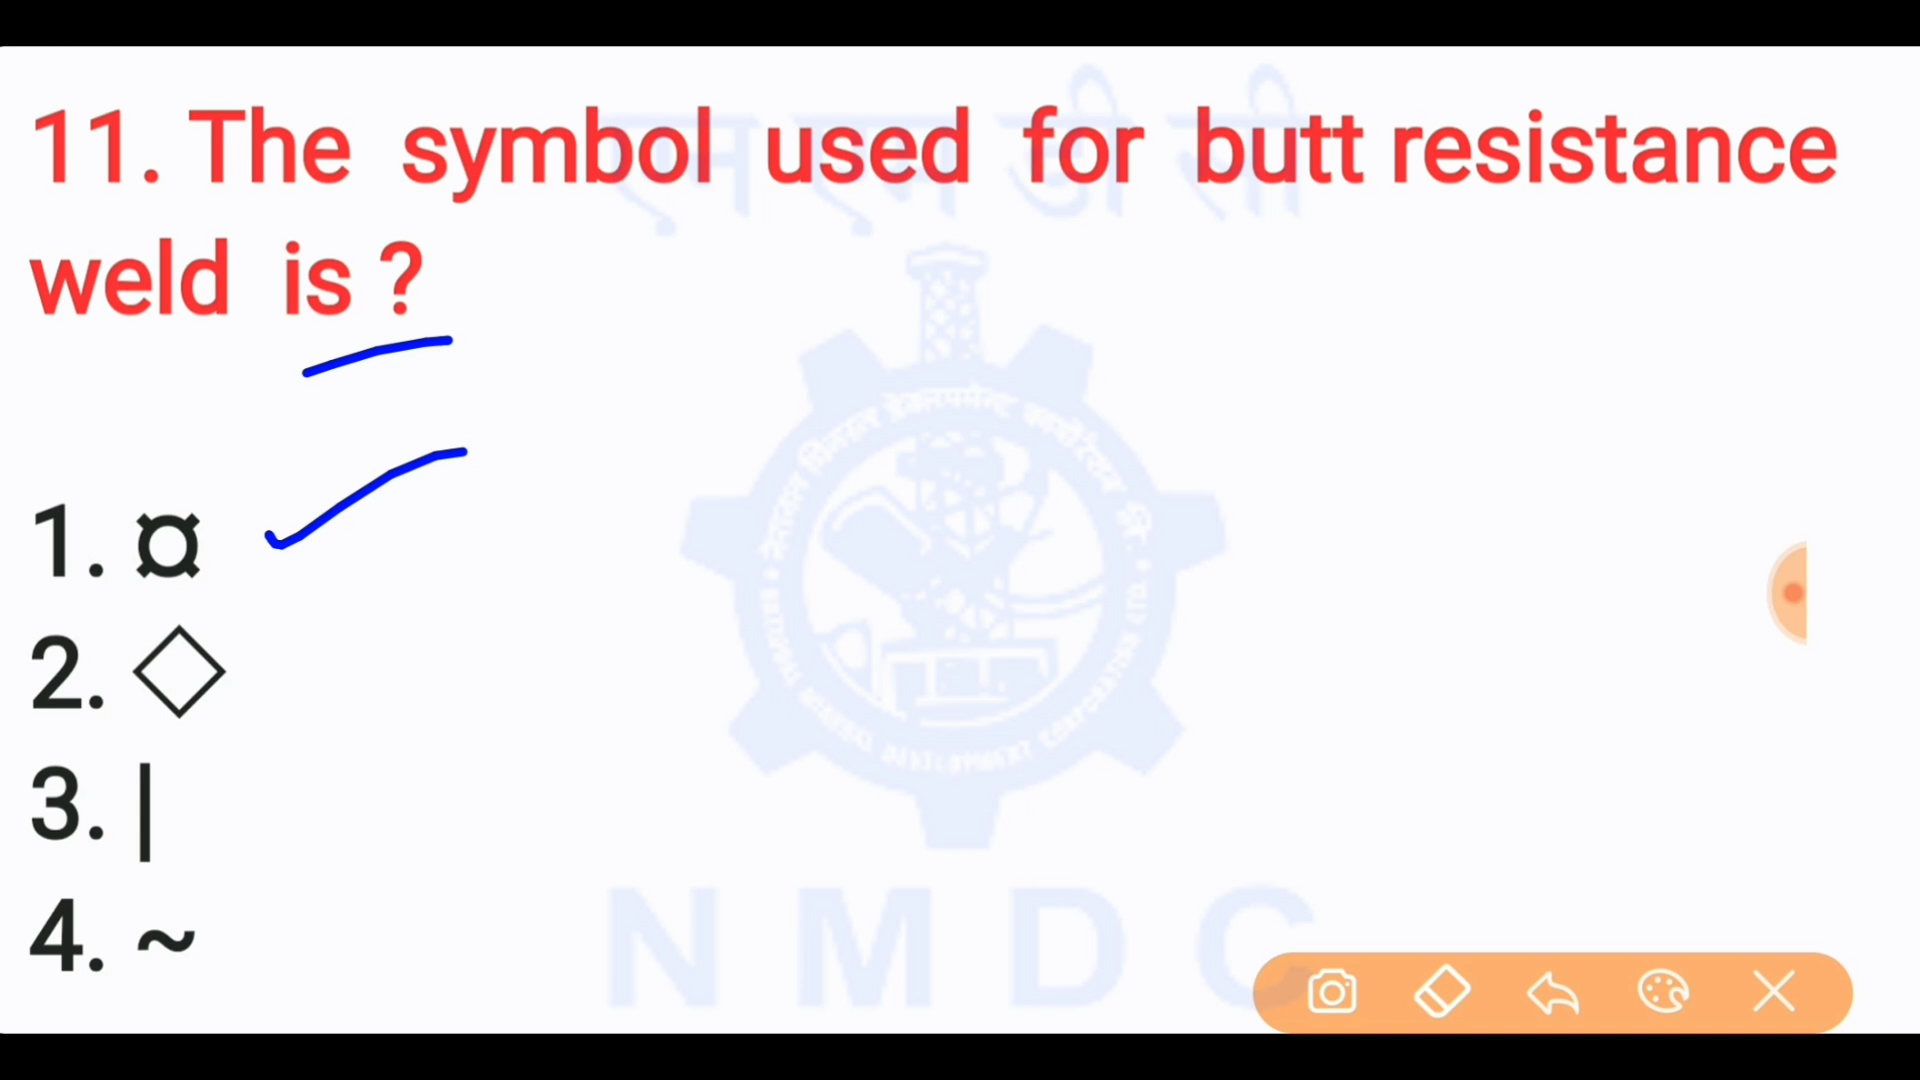 11. The symbol used for butt resistance
weld is ?
1. ¤
2. ◇
3. |
4. ~
N M D C